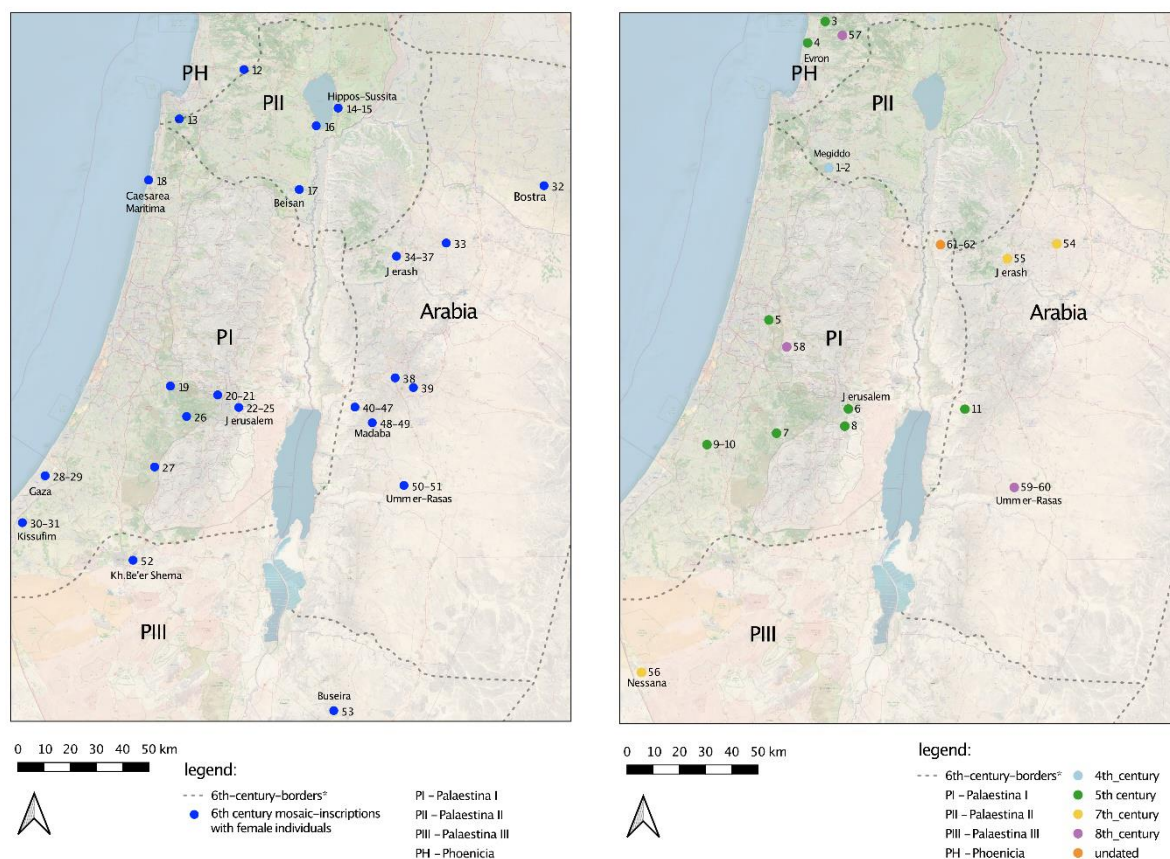 PH
12
PII
Hippos-Sussita
14-15
13
16
18
Caesarea
Maritima
17
Beisan
32
Bostra
33
34-37
Jerash
Arabia
PI
38
39
19
20-21
22-25
Jerusalem
26
40-47
48-49
Madaba
27
28-29
Gaza
50-51
Ummer-Rasas
30-31
Kissufim
52
Kh.Be'er Shema
PIII
Buseira
53
0 10 20 30 40 50 km
legend:
6th-century-borders*
6th century mosaic-inscriptions
with female individuals
PI - Palaestina I
PII - Palaestina II
PIII - Palaestina III
PH - Phoenicia
3
57
4
Evron
PH
PII
Megiddo
1-2
61-62
54
55
Jerash
Arabia
5
PI
58
Jerusalem
6
11
7
8
9-10
59-60
Ummer-Rasas
PIII
56
Nessana
0 10 20 30 40 50 km
legend:
6th-century-borders*
PI - Palaestina I
PII - Palaestina II
PIII - Palaestina III
PH - Phoenicia
4th_century
5th century
7th_century
8th_century
undated